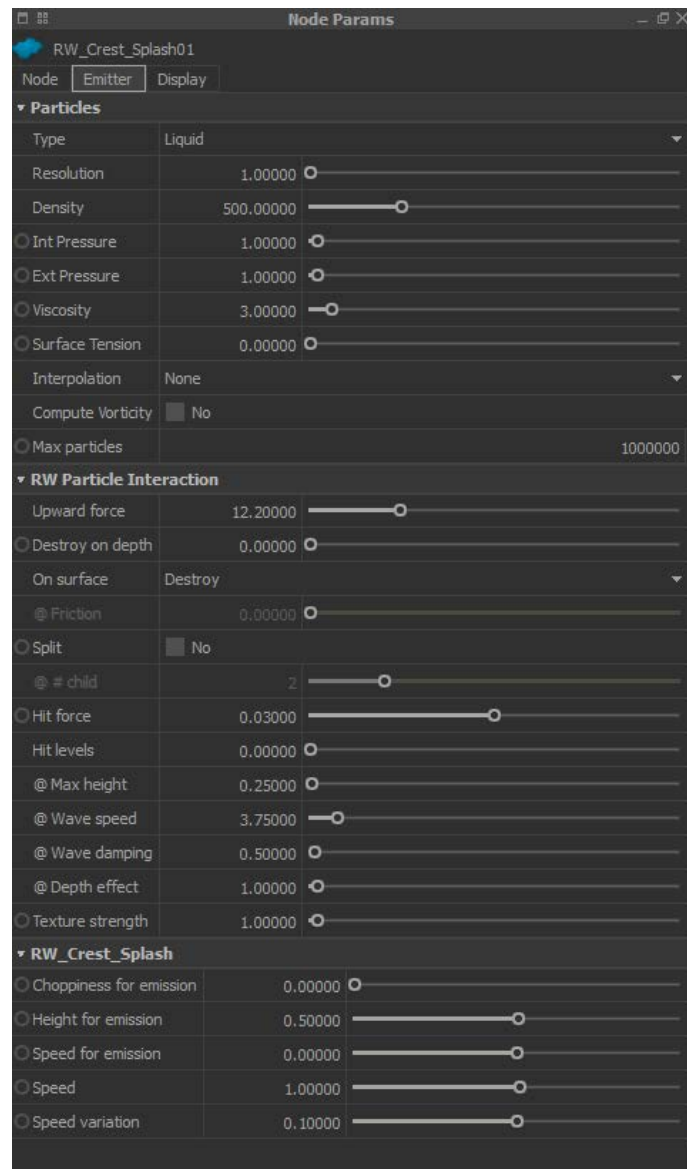 Node Params
RW_Crest_Splash01
Node Emitter Display
Particles
Type Liquid
Resolution 1.00000
Density 500.00000
Int Pressure 1.00000
Ext Pressure 1.00000
Viscosity 3.00000
Surface Tension 0.00000
Interpolation None
Compute Vorticity No
Max particles 1000000
RW Particle Interaction
Upward force 12.20000
Destroy on depth 0.00000
On surface Destroy
@ Friction 0.00000
Split No
@ # child 2
Hit force 0.03000
Hit levels 0.00000
@ Max height 0.25000
@ Wave speed 3.75000
@ Wave damping 0.50000
@ Depth effect 1.00000
Texture strength 1.00000
RW_Crest_Splash
Choppiness for emission 0.00000
Height for emission 0.50000
Speed for emission 0.00000
Speed 1.00000
Speed variation 0.10000